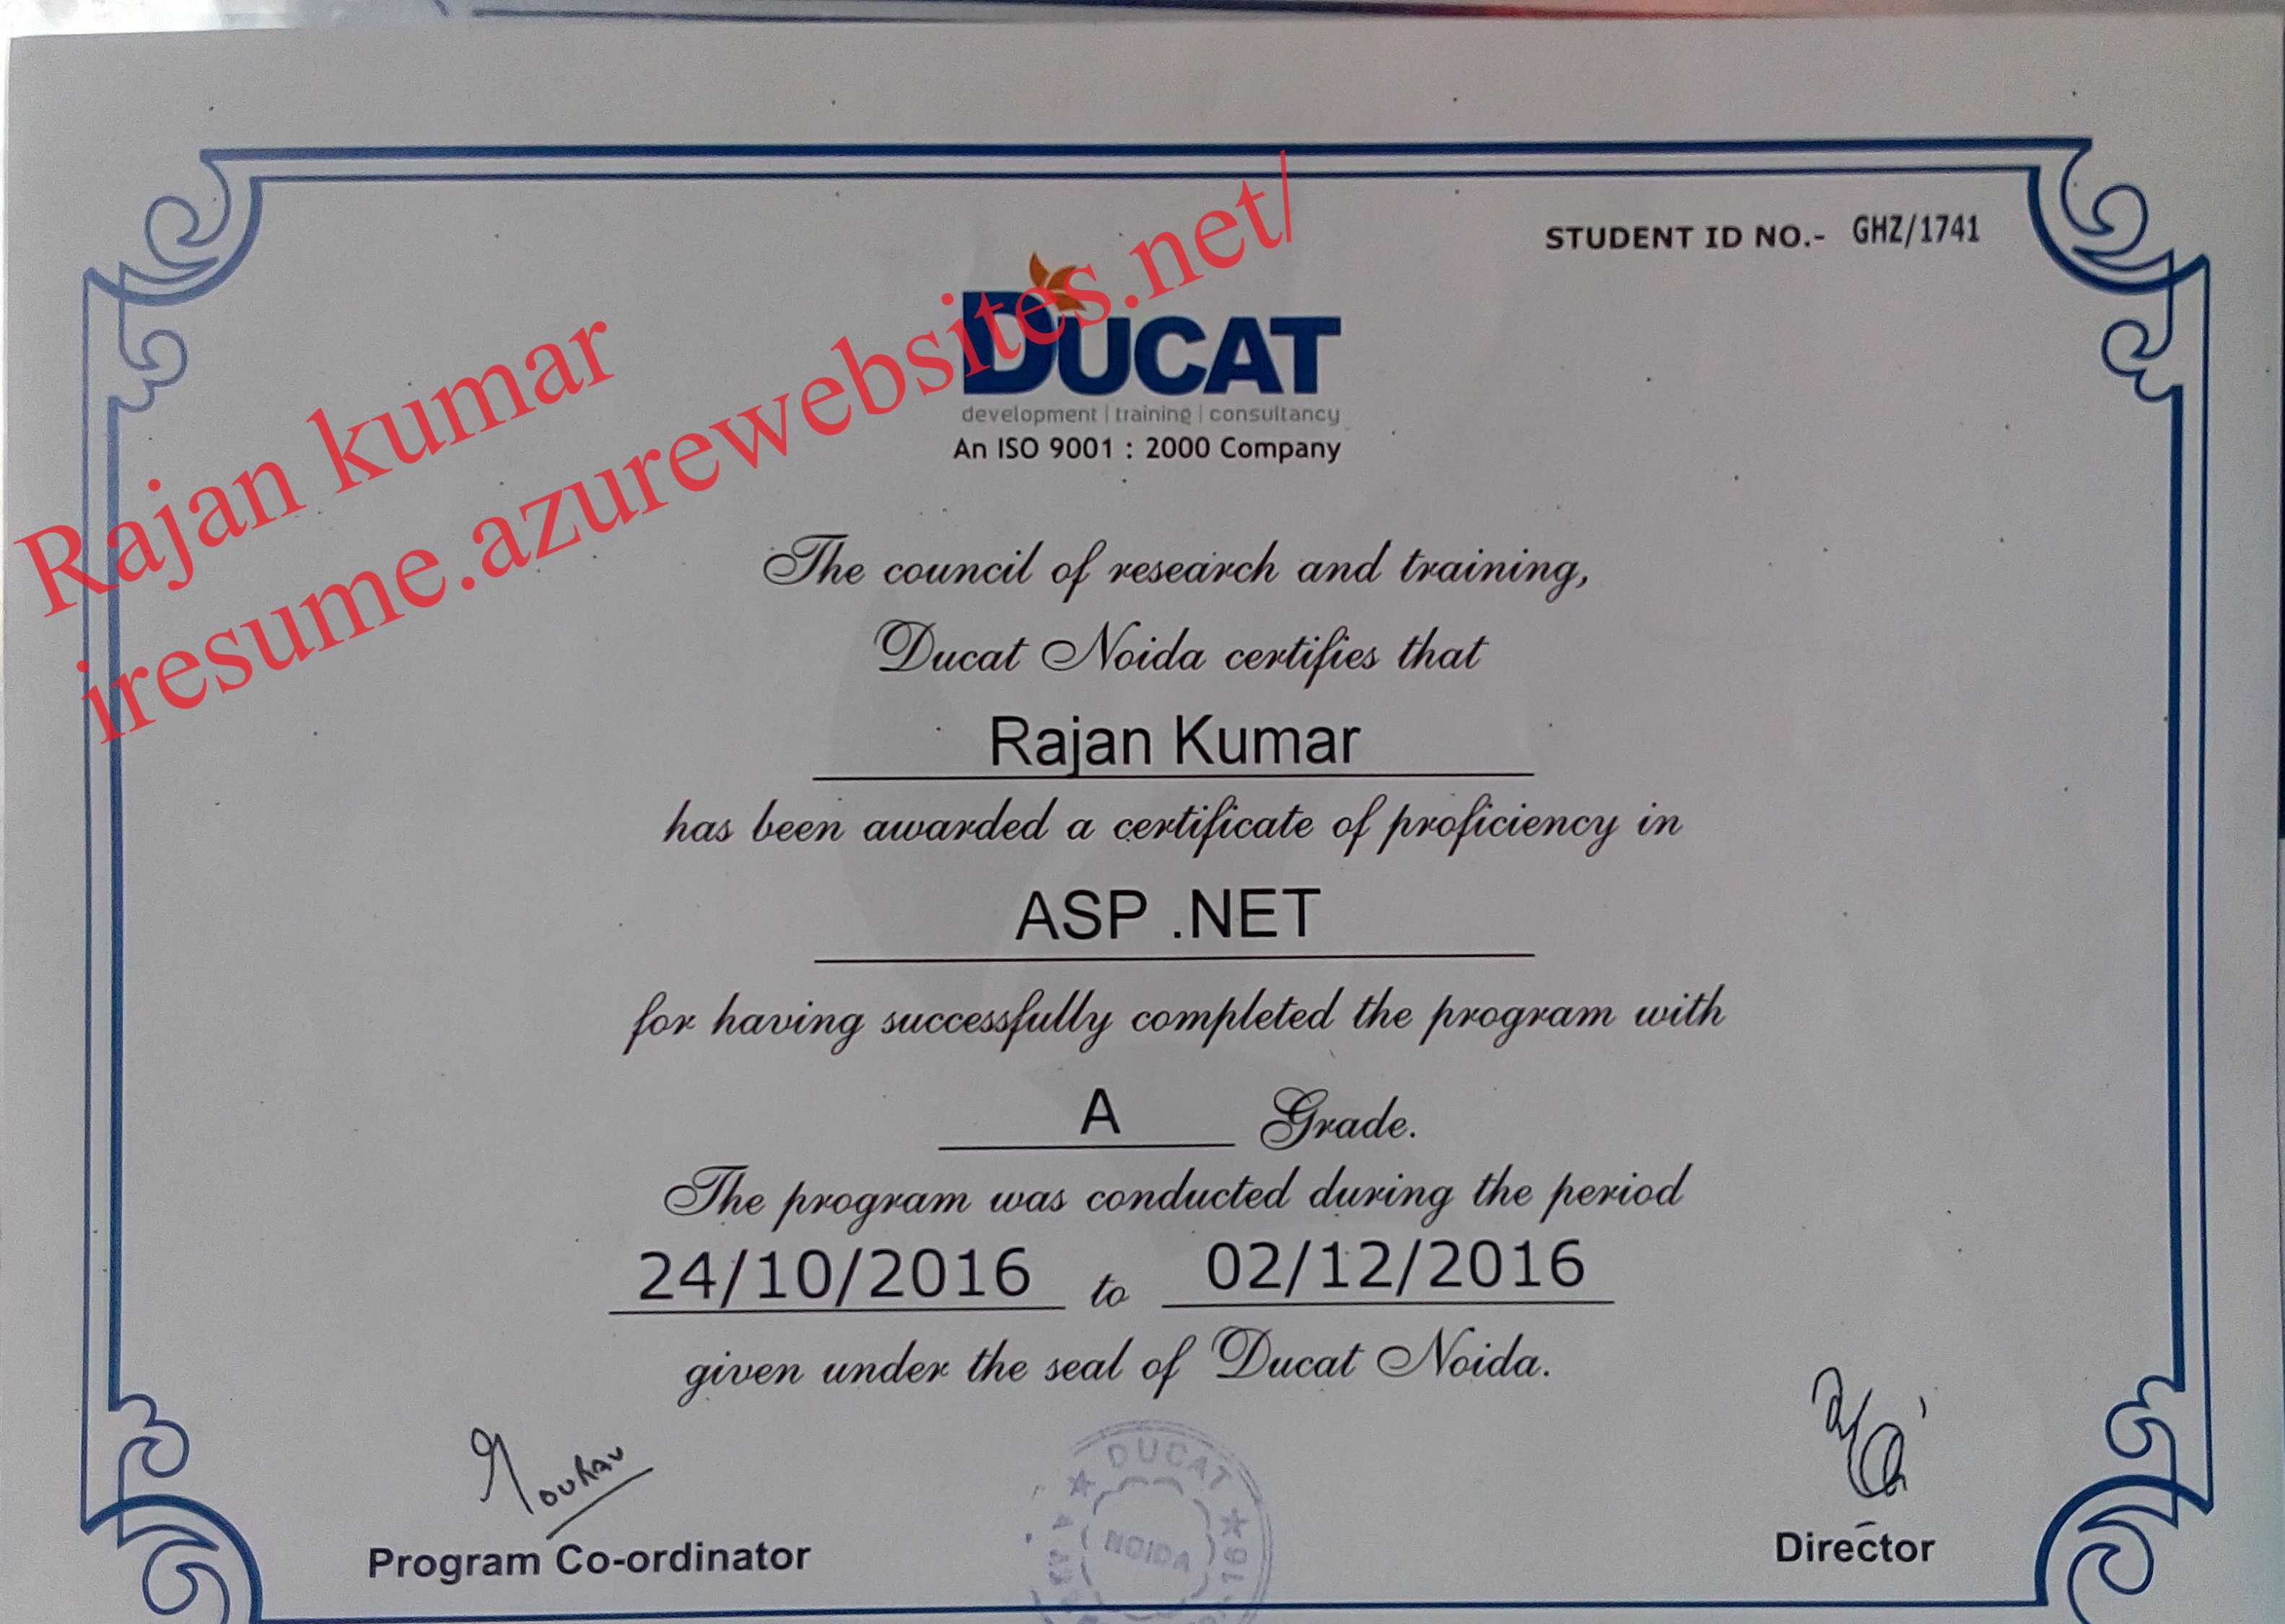 STUDENT ID NO.- GHZ/1741
Rajan kumar
iresume.azurewebsites.net/
DUCAT
development | training | consultancy
An ISO 9001 : 2000 Company
The council of research and training,
Ducat Noida certifies that
Rajan Kumar
has been awarded a certificate of proficiency in
ASP .NET
for having successfully completed the program with
A Grade.
The program was conducted during the period
24/10/2016 to 02/12/2016
given under the seal of Ducat Noida.
Program Co-ordinator
Director
DUCAT
NOIDA